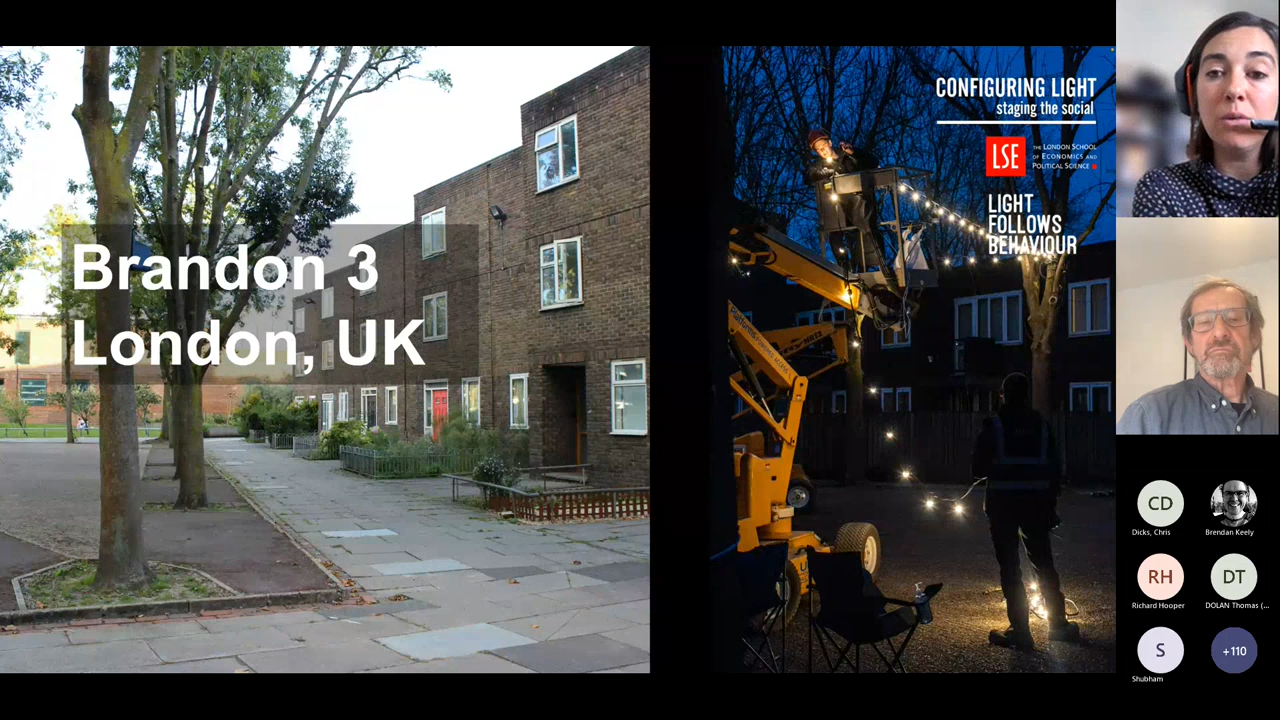 Brandon 3
London, UK
CONFIGURING LIGHT
staging the social
LSE
THE LONDON SCHOOL
OF ECONOMICS AND
POLITICAL SCIENCE
LIGHT
FOLLOWS
BEHAVIOUR
CD
Dicks, Chris
Brendan Keely
RH
Richard Hooper
DT
DOLAN Thomas (...
S
Shubham
+110